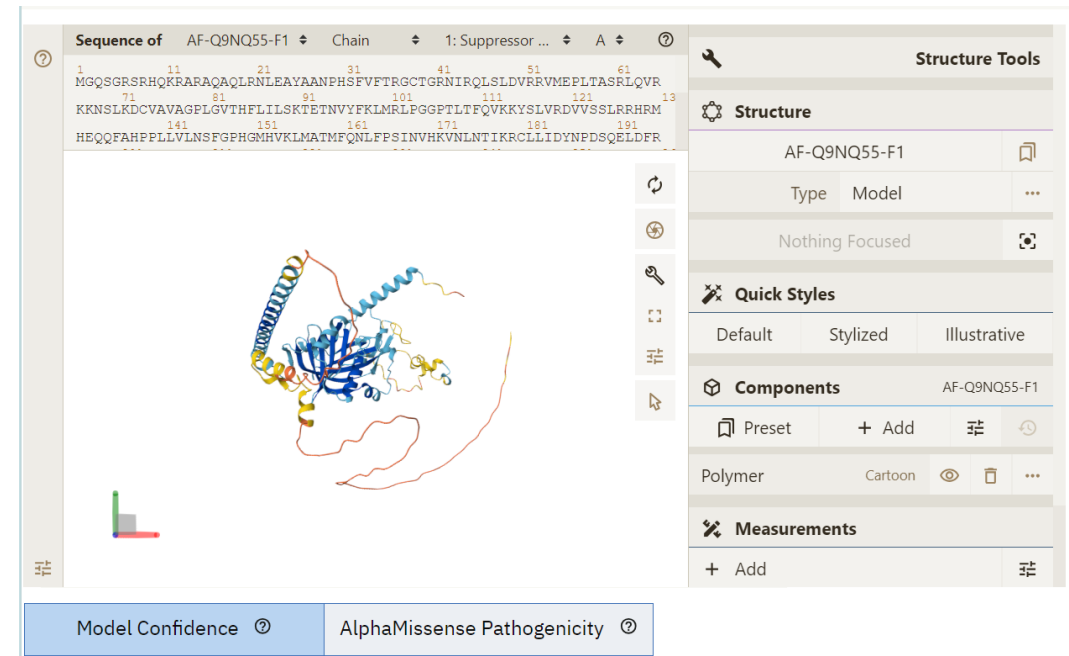 Sequence of AF-Q9NQ55-F1 Chain 1: Suppressor ... A
1 11 21 31 41 51 61
MGQSGRSRHQKRARAQAQLRNLEAYAANPHSFVFTRGCTGRNIRQLSLDVRRVMEPLTASRLQVR
71 81 91 101 111 121 13
KKNSLKDCVAVAGPLGVTHFLILSKTETNVYFKLMRLPGGPTLTFQVKKYSLVRDVVSSLRRHRM
141 151 161 171 181 191
HEQQFAHPPLLVLNSFGPHGMHVKLMATMFQNLFPSINVHKVNLNTIKRCLLIDYNPDSQELDFR
Structure Tools
Structure
AF-Q9NQ55-F1
Type Model
Nothing Focused
Quick Styles
Default Stylized Illustrative
Components AF-Q9NQ55-F1
Preset + Add
Polymer Cartoon
Measurements
+ Add
Model Confidence
AlphaMissense Pathogenicity